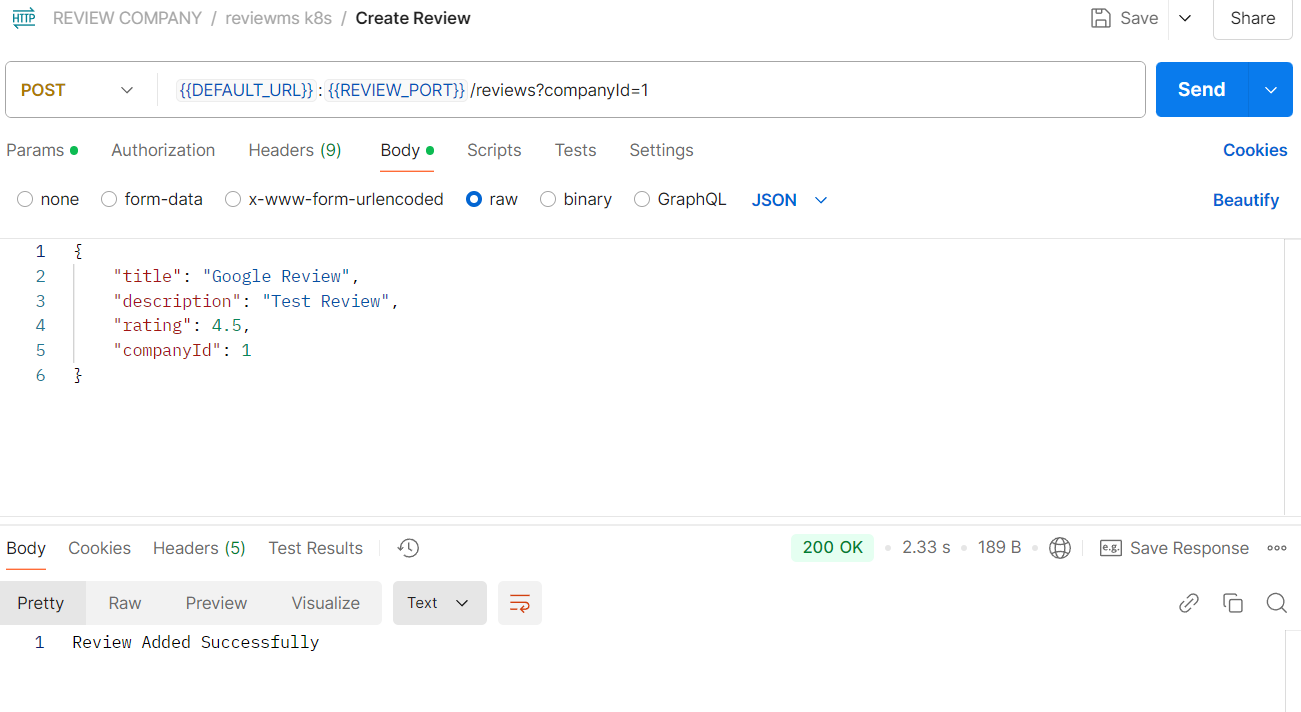 HTTP REVIEW COMPANY / reviewms k8s / Create Review Save Share
POST {{DEFAULT_URL}}:{{REVIEW_PORT}}/reviews?companyId=1 Send
Params Authorization Headers (9) Body Scripts Tests Settings Cookies
none form-data x-www-form-urlencoded raw binary GraphQL JSON Beautify
1 {
2 "title": "Google Review",
3 "description": "Test Review",
4 "rating": 4.5,
5 "companyId": 1
6 }
Body Cookies Headers (5) Test Results 200 OK 2.33 s 189 B e.g. Save Response
Pretty Raw Preview Visualize Text
1 Review Added Successfully